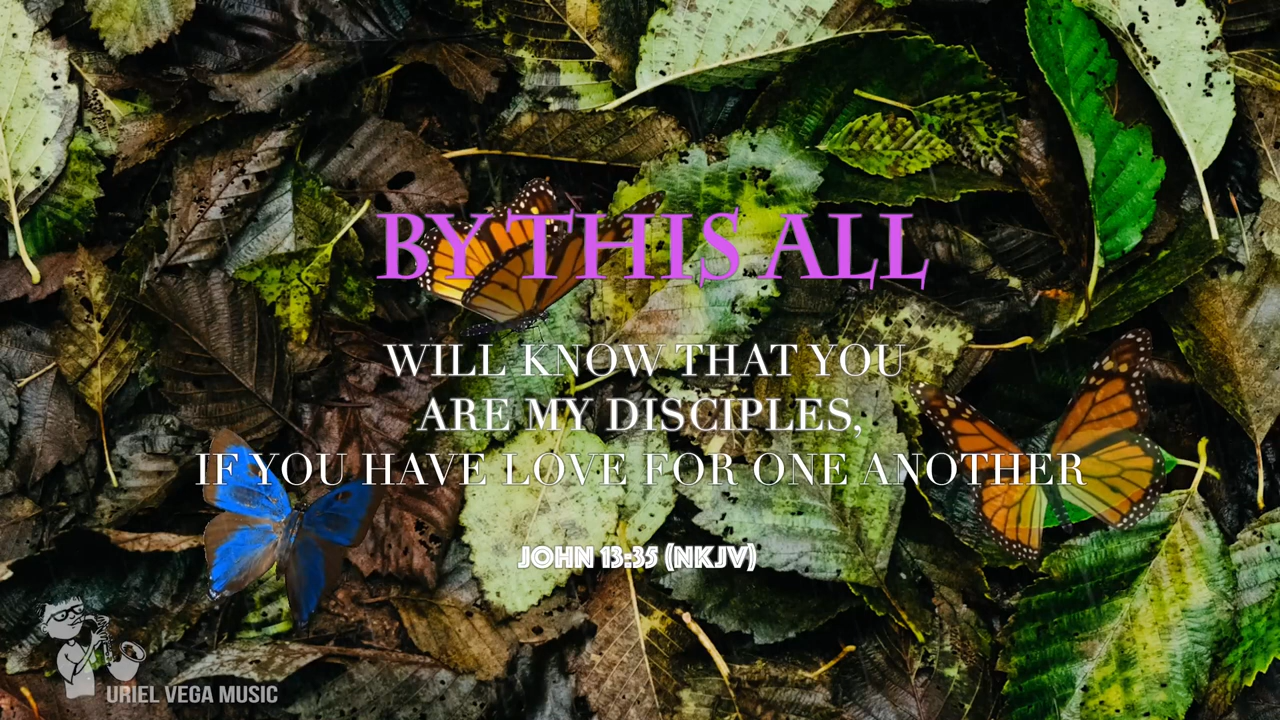 BY THIS ALL
WILL KNOW THAT YOU
ARE MY DISCIPLES,
IF YOU HAVE LOVE FOR ONE ANOTHER
JOHN 13:35 (NKJV)
URIEL VEGA MUSIC